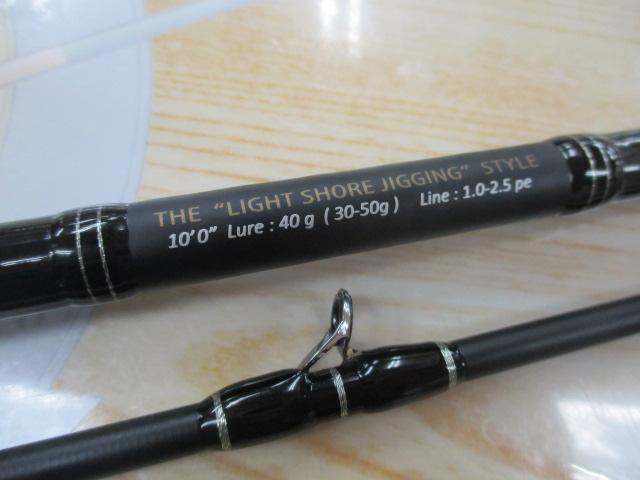 THE "LIGHT SHORE JIGGING" STYLE
10'0" Lure : 40 g ( 30-50g ) Line : 1.0-2.5 pe